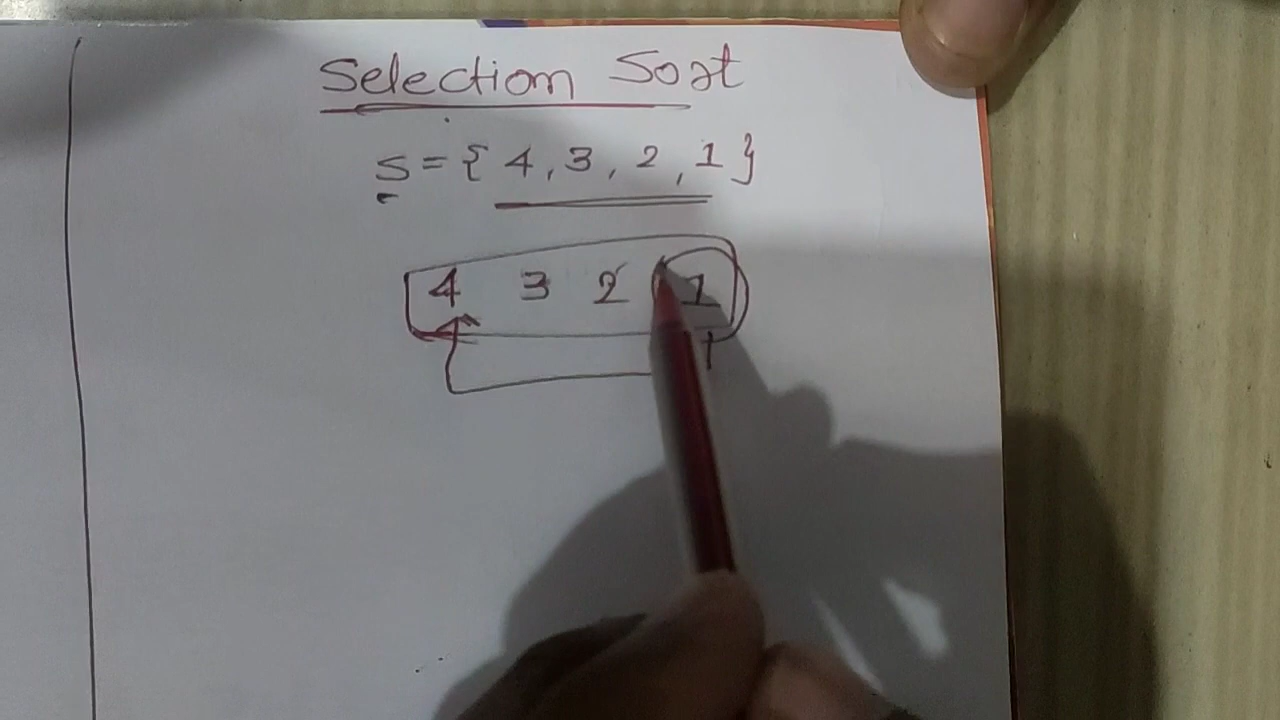 Selection Sort
S = { 4, 3, 2, 1 }
4 3 2 1